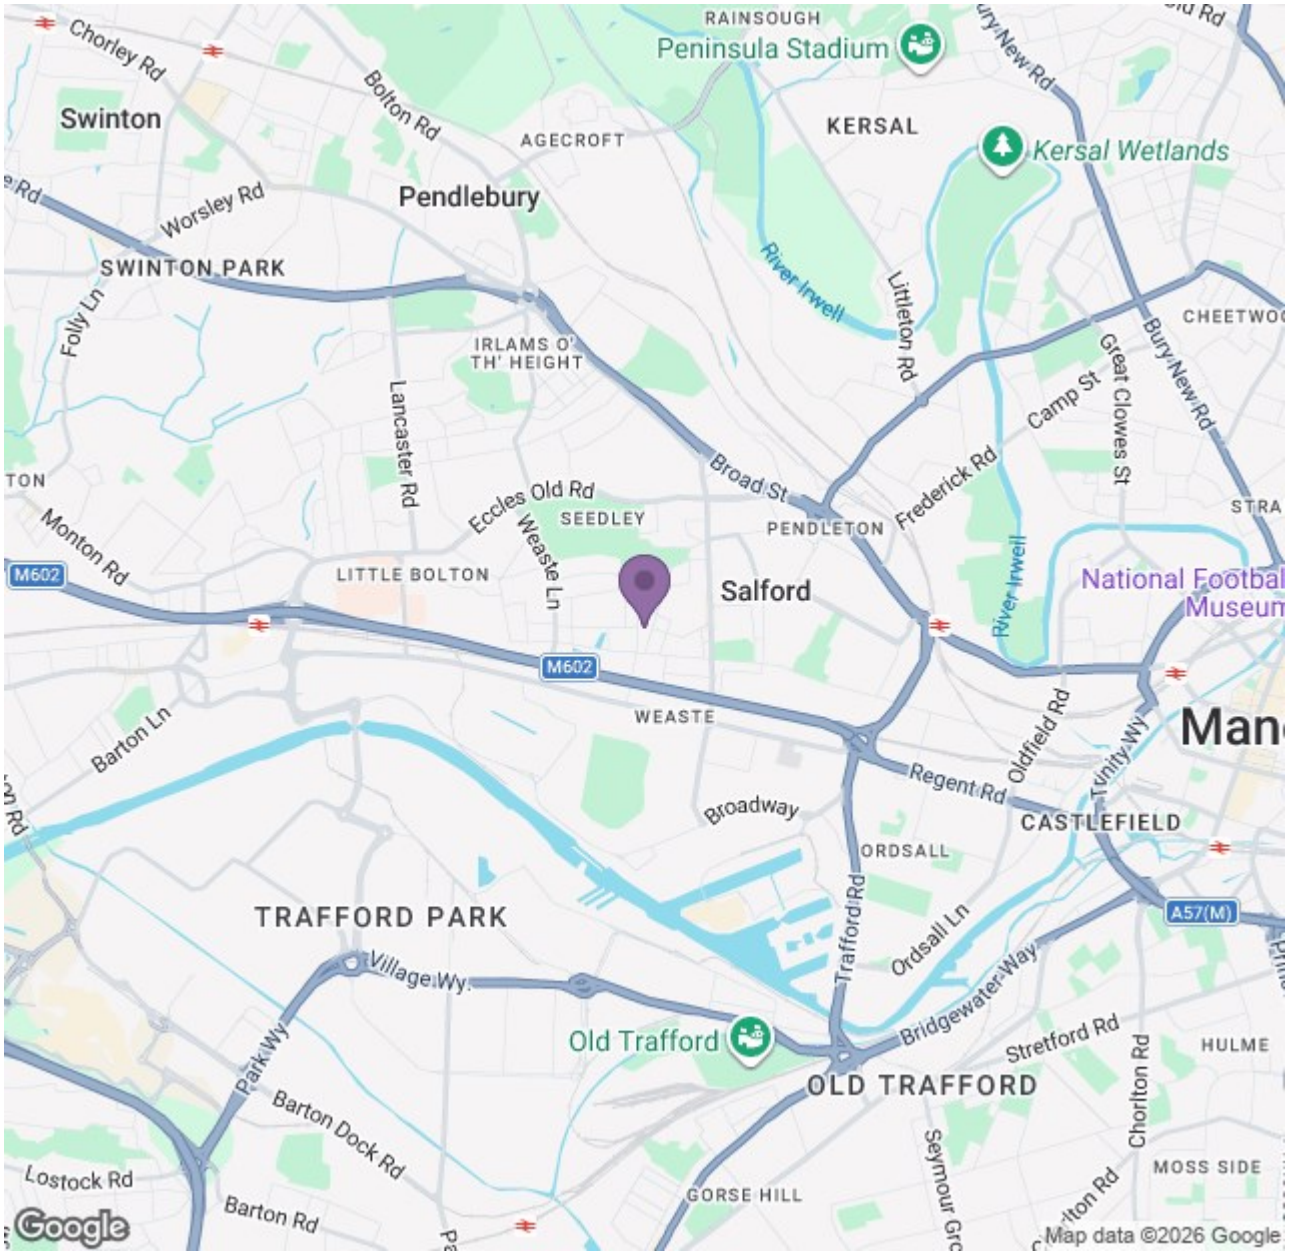 RAINSOUGH
Peninsula Stadium
Chorley Rd
Bolton Rd
Swinton
AGECROFT
KERSAL
Kersal Wetlands
Pendlebury
Worsley Rd
SWINTON PARK
River Irwell
Littleton Rd
Folly Ln
IRLAMS O'
TH' HEIGHT
CHEETWOO
Bury New Rd
Great Clowes St
Camp St
Lancaster Rd
Broad St
Frederick Rd
TON
Eccles Old Rd
SEEDLEY
STRA
PENDLETON
Monton Rd
Weaste Ln
River Irwell
M602
LITTLE BOLTON
Salford
National Footbal
Museum
M602
WEASTE
Barton Ln
Oldfield Rd
Trinity Wy
Man
Regent Rd
Broadway
CASTLEFIELD
ORDSALL
TRAFFORD PARK
Trafford Rd
A57(M)
Ordsall Ln
Village Wy
Bridgewater Way
Park Wy
Old Trafford
Stretford Rd
HULME
OLD TRAFFORD
Barton Dock Rd
Chorlton Rd
Seymour Gro
MOSS SIDE
Lostock Rd
GORSE HILL
Barton Rd
Google
Map data ©2026 Google